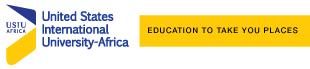 USIU
AFRICA
United States
International
University-Africa
EDUCATION TO TAKE YOU PLACES